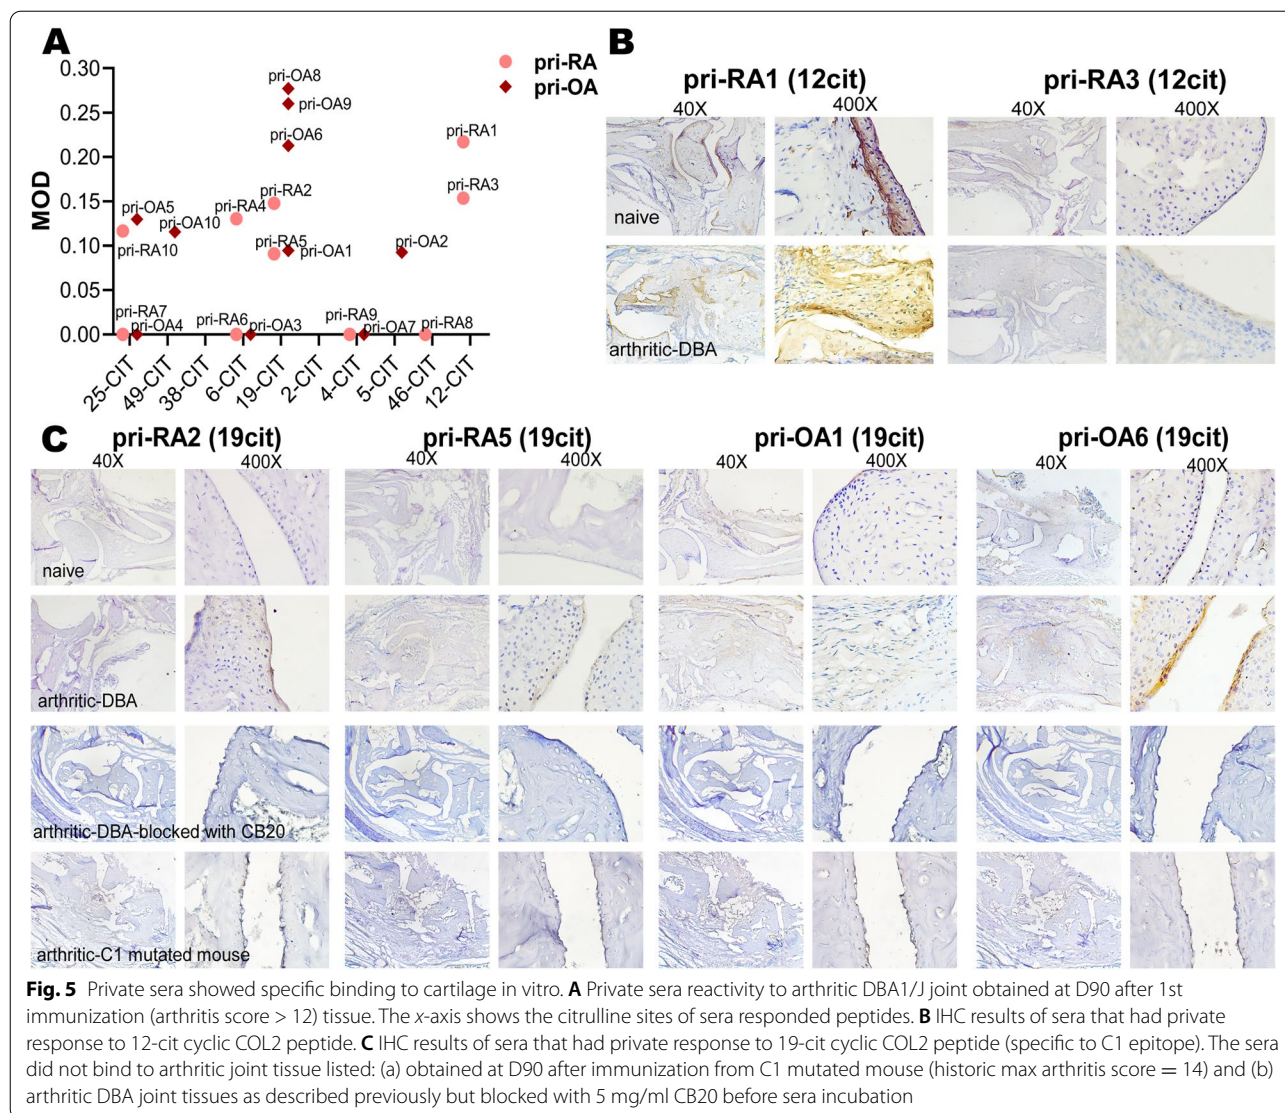 A
MOD
0.30
0.25
0.20
0.15
0.10
0.05
0.00
pri-OA8
pri-OA9
pri-OA6
pri-RA1
pri-RA3
pri-RA2
pri-RA4
pri-OA5
pri-OA10
pri-RA10
pri-RA5
pri-OA1
pri-OA2
pri-RA7
pri-OA4
pri-RA6
pri-OA3
pri-RA9
pri-OA7
pri-RA8
25-CIT
49-CIT
38-CIT
6-CIT
19-CIT
2-CIT
4-CIT
5-CIT
46-CIT
12-CIT
pri-RA
pri-OA
B
pri-RA1 (12cit)
pri-RA3 (12cit)
40X
400X
40X
400X
naive
arthritic-DBA
C
pri-RA2 (19cit)
pri-RA5 (19cit)
pri-OA1 (19cit)
pri-OA6 (19cit)
40X
400X
40X
400X
40X
400X
40X
400X
naive
arthritic-DBA
arthritic-DBA-blocked with CB20
arthritic-C1 mutated mouse
Fig. 5 Private sera showed specific binding to cartilage in vitro. A Private sera reactivity to arthritic DBA1/J joint obtained at D90 after 1st
immunization (arthritis score > 12) tissue. The x-axis shows the citrulline sites of sera responded peptides. B IHC results of sera that had private
response to 12-cit cyclic COL2 peptide. C IHC results of sera that had private response to 19-cit cyclic COL2 peptide (specific to C1 epitope). The sera
did not bind to arthritic joint tissue listed: (a) obtained at D90 after immunization from C1 mutated mouse (historic max arthritis score = 14) and (b)
arthritic DBA joint tissues as described previously but blocked with 5 mg/ml CB20 before sera incubation